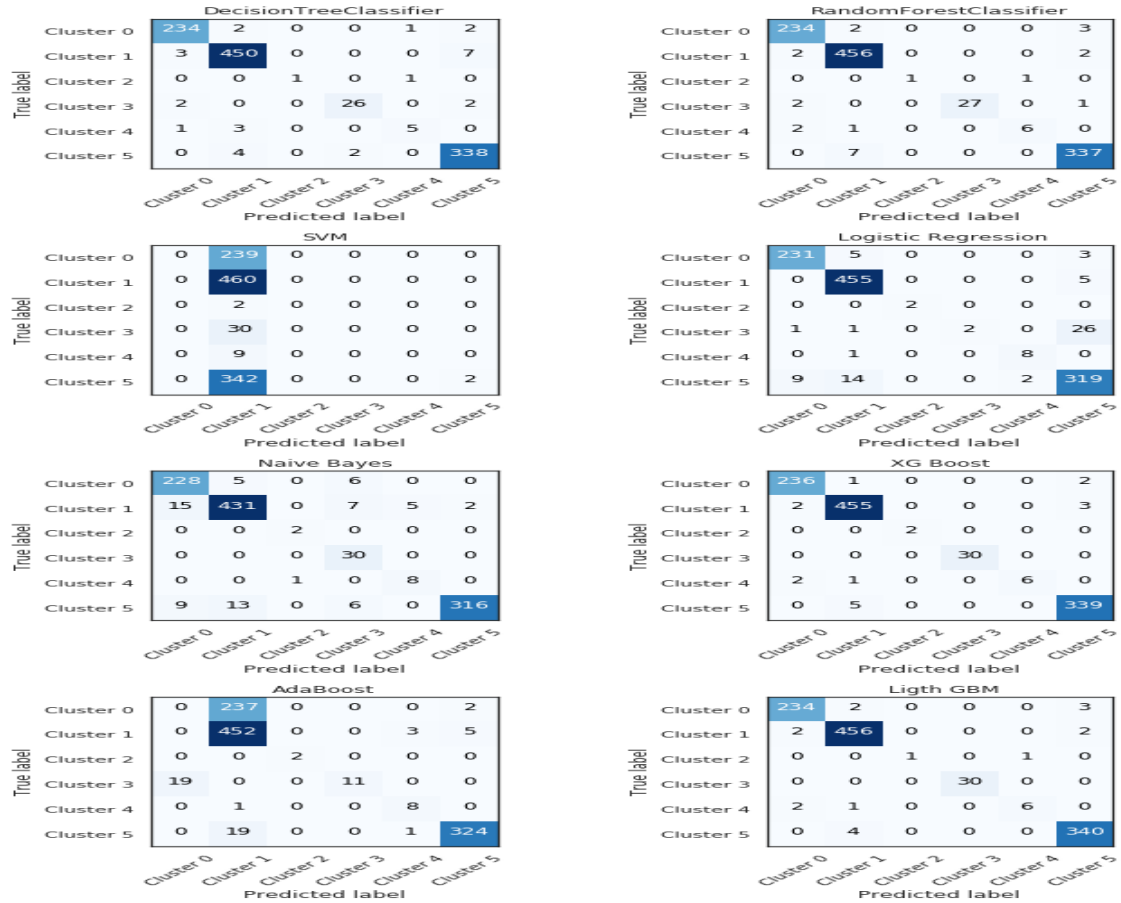 DecisionTreeClassifier
True label
Cluster 0 234 2 0 0 1 2
Cluster 1 3 450 0 0 0 7
Cluster 2 0 0 1 0 1 0
Cluster 3 2 0 0 26 0 2
Cluster 4 1 3 0 0 5 0
Cluster 5 0 4 0 2 0 338
Cluster 0 Cluster 1 Cluster 2 Cluster 3 Cluster 4 Cluster 5
Predicted label
RandomForestClassifier
True label
Cluster 0 234 2 0 0 0 3
Cluster 1 2 456 0 0 0 2
Cluster 2 0 0 1 0 1 0
Cluster 3 2 0 0 27 0 1
Cluster 4 2 1 0 0 6 0
Cluster 5 0 7 0 0 0 337
Cluster 0 Cluster 1 Cluster 2 Cluster 3 Cluster 4 Cluster 5
Predicted label
SVM
True label
Cluster 0 0 239 0 0 0 0
Cluster 1 0 460 0 0 0 0
Cluster 2 0 2 0 0 0 0
Cluster 3 0 30 0 0 0 0
Cluster 4 0 9 0 0 0 0
Cluster 5 0 342 0 0 0 2
Cluster 0 Cluster 1 Cluster 2 Cluster 3 Cluster 4 Cluster 5
Predicted label
Logistic Regression
True label
Cluster 0 231 5 0 0 0 3
Cluster 1 0 455 0 0 0 5
Cluster 2 0 0 2 0 0 0
Cluster 3 1 1 0 2 0 26
Cluster 4 0 1 0 0 8 0
Cluster 5 9 14 0 0 2 319
Cluster 0 Cluster 1 Cluster 2 Cluster 3 Cluster 4 Cluster 5
Predicted label
Naive Bayes
True label
Cluster 0 228 5 0 6 0 0
Cluster 1 15 431 0 7 5 2
Cluster 2 0 0 2 0 0 0
Cluster 3 0 0 0 30 0 0
Cluster 4 0 0 1 0 8 0
Cluster 5 9 13 0 6 0 316
Cluster 0 Cluster 1 Cluster 2 Cluster 3 Cluster 4 Cluster 5
Predicted label
XG Boost
True label
Cluster 0 236 1 0 0 0 2
Cluster 1 2 455 0 0 0 3
Cluster 2 0 0 2 0 0 0
Cluster 3 0 0 0 30 0 0
Cluster 4 2 1 0 0 6 0
Cluster 5 0 5 0 0 0 339
Cluster 0 Cluster 1 Cluster 2 Cluster 3 Cluster 4 Cluster 5
Predicted label
AdaBoost
True label
Cluster 0 0 237 0 0 0 2
Cluster 1 0 452 0 0 3 5
Cluster 2 0 0 2 0 0 0
Cluster 3 19 0 0 11 0 0
Cluster 4 0 1 0 0 8 0
Cluster 5 0 19 0 0 1 324
Cluster 0 Cluster 1 Cluster 2 Cluster 3 Cluster 4 Cluster 5
Predicted label
Ligth GBM
True label
Cluster 0 234 2 0 0 0 3
Cluster 1 2 456 0 0 0 2
Cluster 2 0 0 1 0 1 0
Cluster 3 0 0 0 30 0 0
Cluster 4 2 1 0 0 6 0
Cluster 5 0 4 0 0 0 340
Cluster 0 Cluster 1 Cluster 2 Cluster 3 Cluster 4 Cluster 5
Predicted label